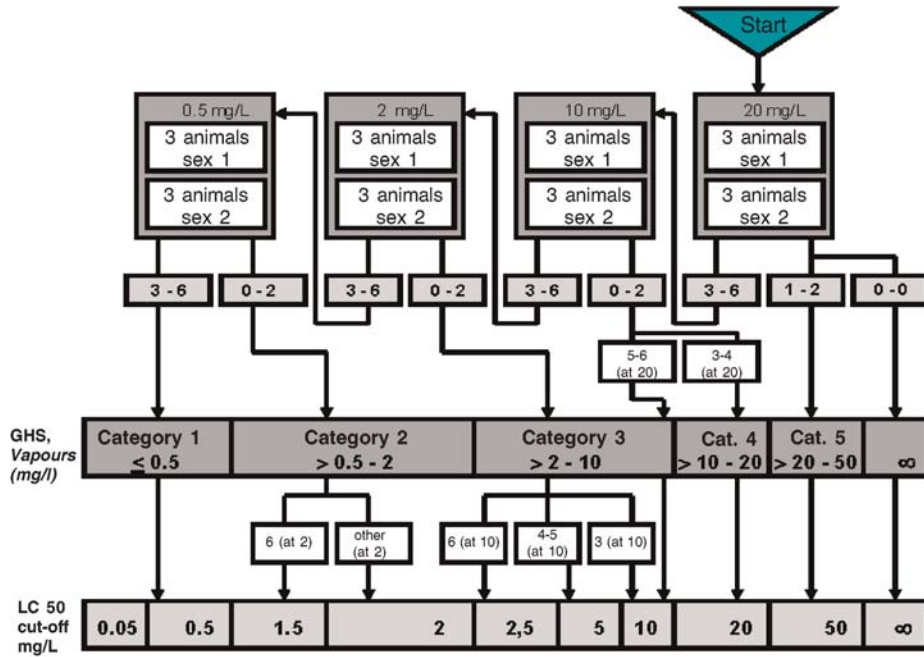 Start
0.5 mg/L
3 animals
sex 1
3 animals
sex 2
2 mg/L
3 animals
sex 1
3 animals
sex 2
10 mg/L
3 animals
sex 1
3 animals
sex 2
20 mg/L
3 animals
sex 1
3 animals
sex 2
3 - 6
0 - 2
3 - 6
0 - 2
3 - 6
0 - 2
3 - 6
1 - 2
0 - 0
5-6
(at 20)
3-4
(at 20)
GHS,
Vapours
(mg/l)
Category 1
≤ 0.5
Category 2
> 0.5 - 2
Category 3
> 2 - 10
Cat. 4
> 10 - 20
Cat. 5
> 20 - 50
∞
6 (at 2)
other
(at 2)
6 (at 10)
4-5
(at 10)
3 (at 10)
LC 50
cut-off
mg/L
0.05
0.5
1.5
2
2,5
5
10
20
50
∞